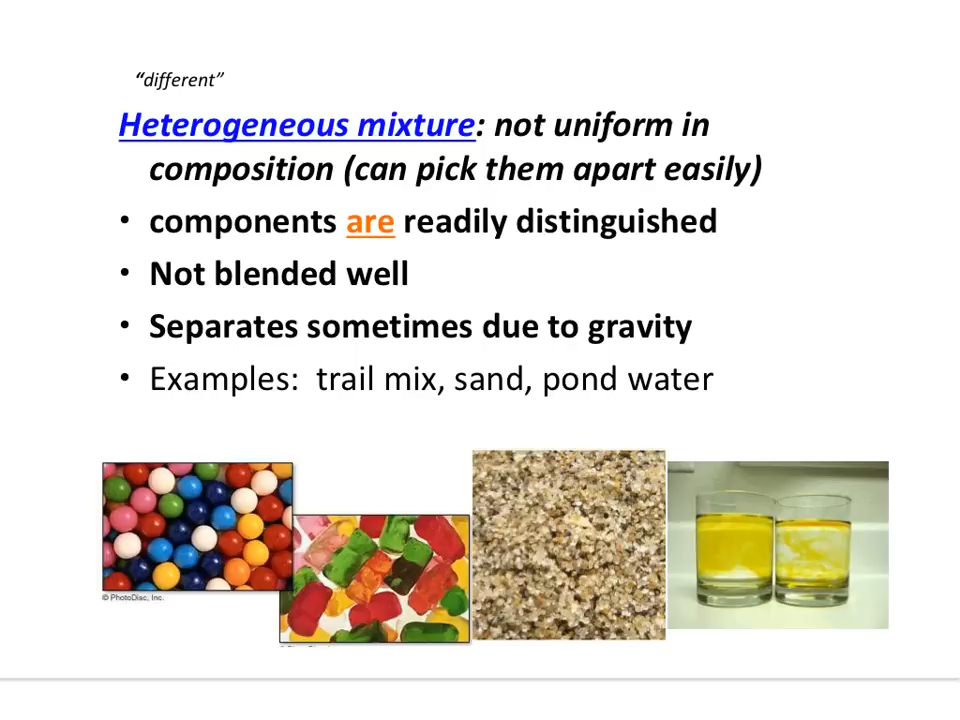 “different”
Heterogeneous mixture: not uniform in
composition (can pick them apart easily)
• components are readily distinguished
• Not blended well
• Separates sometimes due to gravity
• Examples:  trail mix, sand, pond water
© PhotoDisc, Inc.